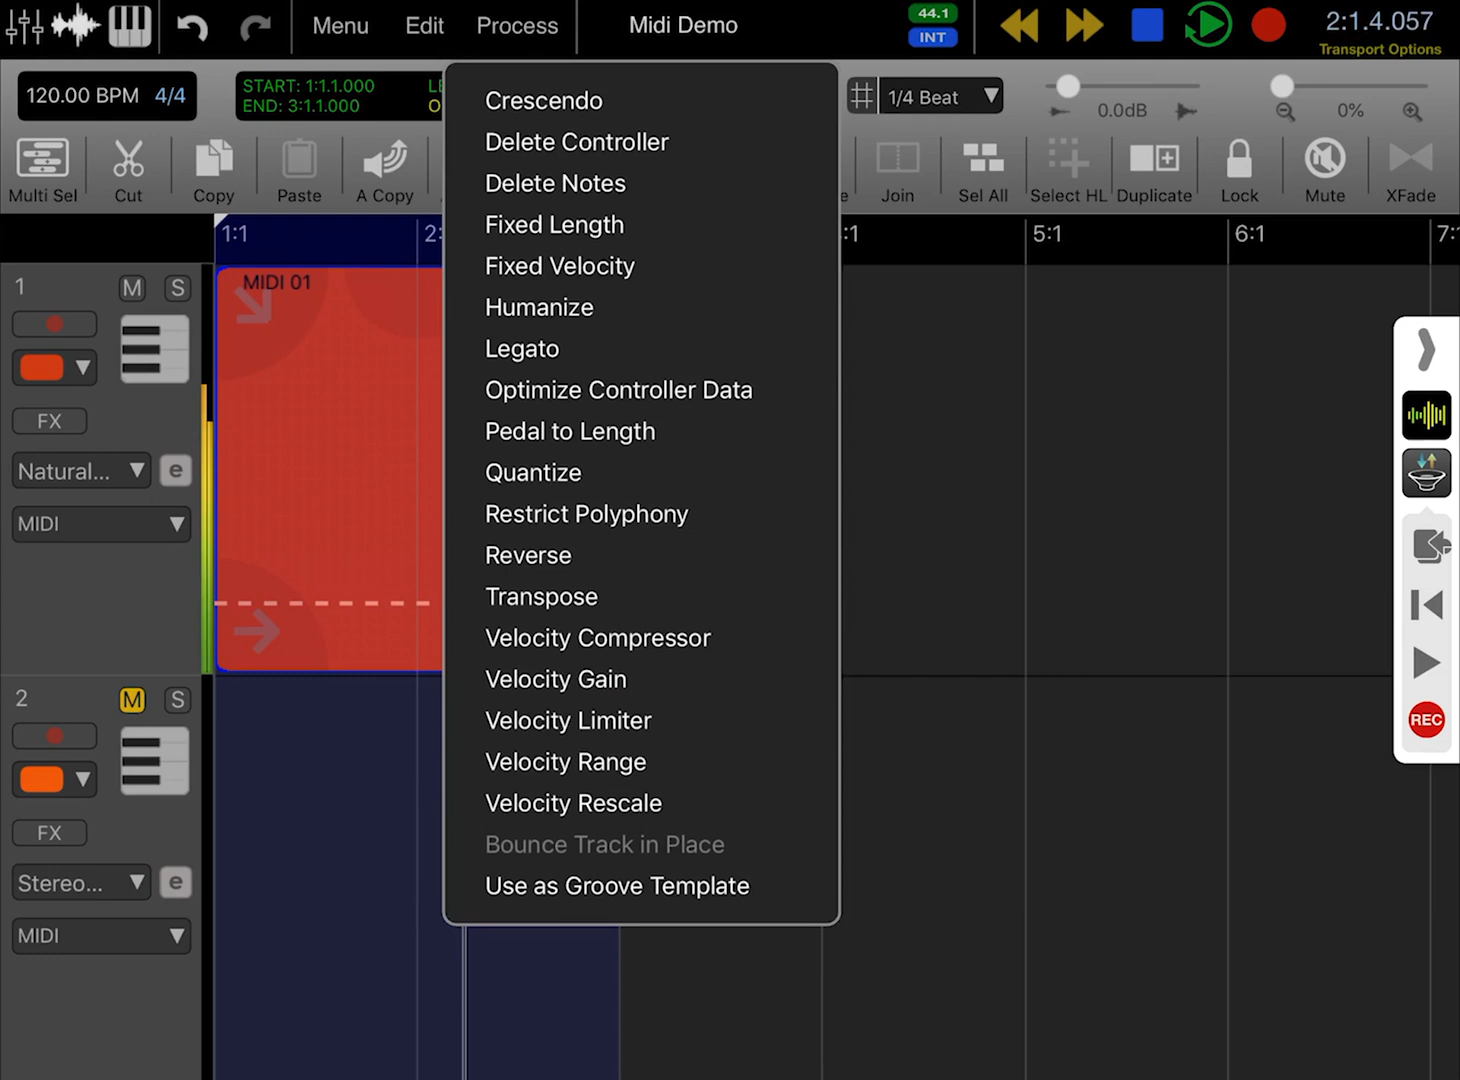 Menu
Edit
Process
Midi Demo
44.1
INT
2:1.4.057
Transport Options
120.00 BPM 4/4
START: 1:1.1.000
END: 3:1.1.000
1/4 Beat
0.0dB
0%
Multi Sel
Cut
Copy
Paste
A Copy
Join
Sel All
Select HL
Duplicate
Lock
Mute
XFade
1:1
2:
:1
5:1
6:1
7:
1
M
S
MIDI 01
FX
Natural...
e
MIDI
2
M
S
FX
Stereo...
e
MIDI
Crescendo
Delete Controller
Delete Notes
Fixed Length
Fixed Velocity
Humanize
Legato
Optimize Controller Data
Pedal to Length
Quantize
Restrict Polyphony
Reverse
Transpose
Velocity Compressor
Velocity Gain
Velocity Limiter
Velocity Range
Velocity Rescale
Bounce Track in Place
Use as Groove Template
REC